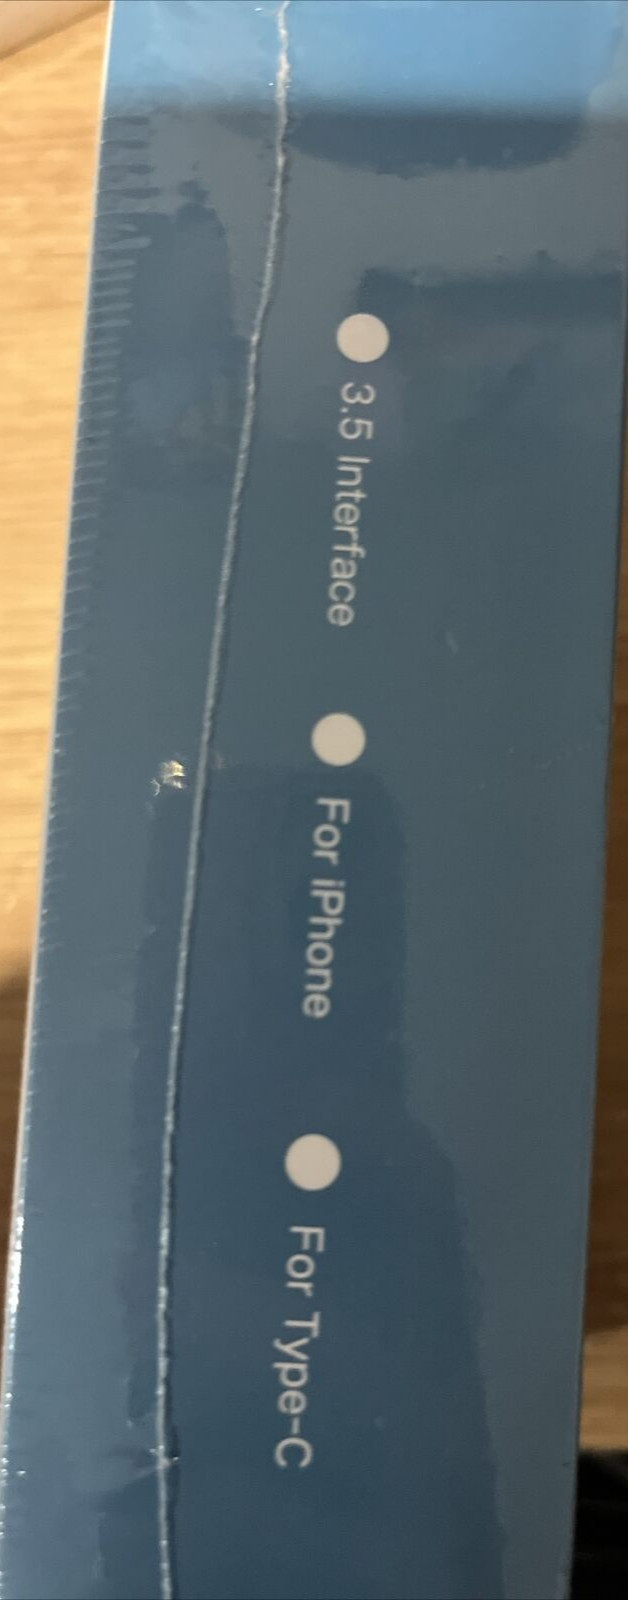 3.5 Interface
For iPhone
For Type-C